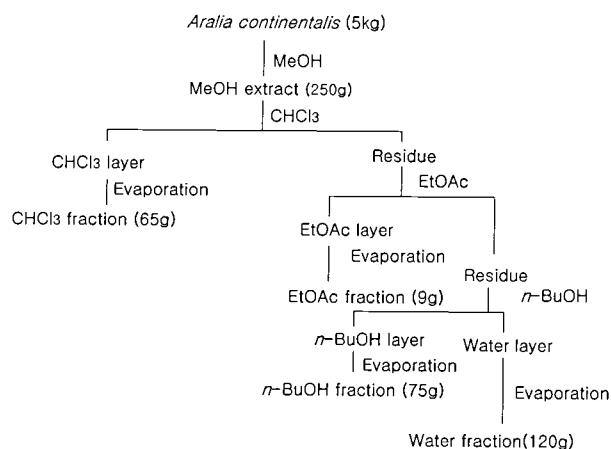 Aralia continentalis (5kg)
MeOH
MeOH extract (250g)
CHCl3
CHCl3 layer
Evaporation
CHCl3 fraction (65g)
Residue
EtOAc
EtOAc layer
Evaporation
EtOAc fraction (9g)
Residue
n-BuOH
n-BuOH layer
Evaporation
n-BuOH fraction (75g)
Water layer
Evaporation
Water fraction(120g)